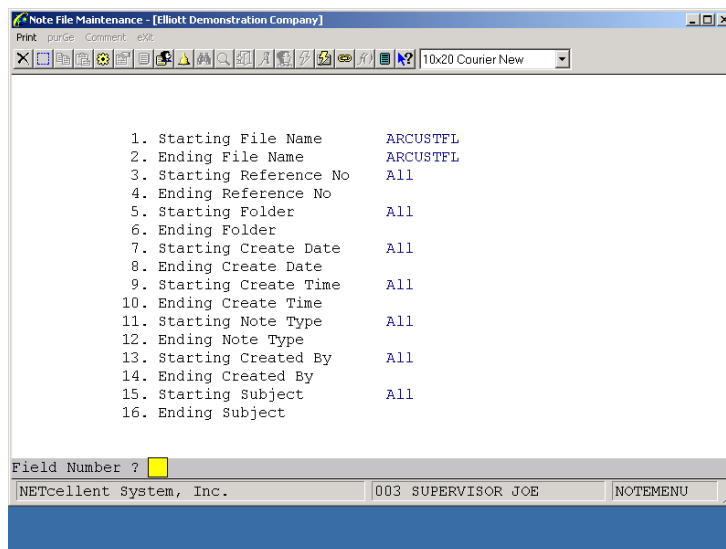 Note File Maintenance - [Elliott Demonstration Company]
Print purGe Comment eXit
10x20 Courier New
1. Starting File Name ARCUSTFL
2. Ending File Name ARCUSTFL
3. Starting Reference No All
4. Ending Reference No
5. Starting Folder All
6. Ending Folder
7. Starting Create Date All
8. Ending Create Date
9. Starting Create Time All
10. Ending Create Time
11. Starting Note Type All
12. Ending Note Type
13. Starting Created By All
14. Ending Created By
15. Starting Subject All
16. Ending Subject
Field Number ?
NETcellent System, Inc. 003 SUPERVISOR JOE NOTEMENU